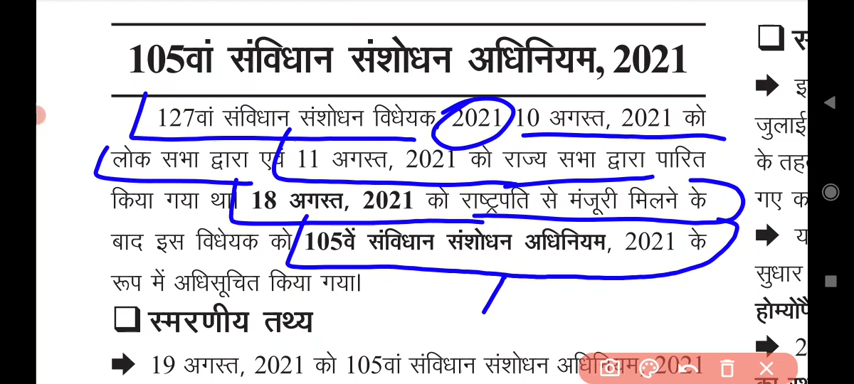 105वां संविधान संशोधन अधिनियम, 2021
127वां संविधान संशोधन विधेयक, 2021 10 अगस्त, 2021 को
लोक सभा द्वारा एवं 11 अगस्त, 2021 को राज्य सभा द्वारा पारित
किया गया था। 18 अगस्त, 2021 को राष्ट्रपति से मंजूरी मिलने के
बाद इस विधेयक को 105वें संविधान संशोधन अधिनियम, 2021 के
रूप में अधिसूचित किया गया।
स्मरणीय तथ्य
19 अगस्त, 2021 को 105वां संविधान संशोधन अधिनियम, 2021
जुलाई
के तहत
गए
सुधार
होम्योपै
2